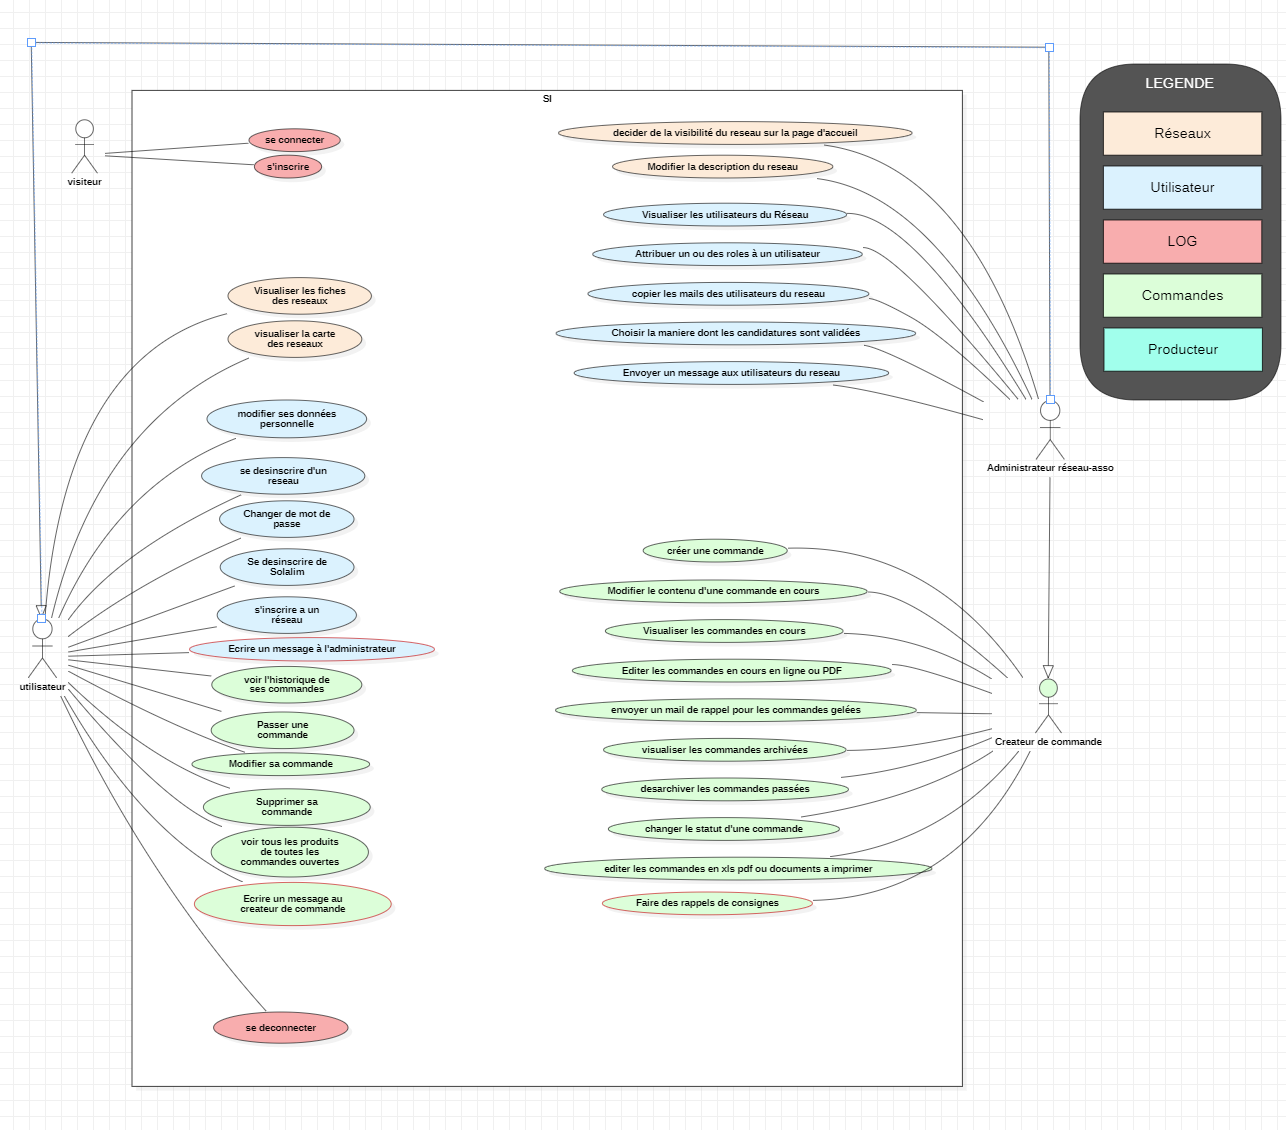 SI
LEGENDE
Réseaux
Utilisateur
LOG
Commandes
Producteur
visiteur
se connecter
s'inscrire
Visualiser les fiches
des reseaux
visualiser la carte
des reseaux
modifier ses données
personnelle
se desinscrire d'un
reseau
Changer de mot de
passe
Se desinscrire de
Solalim
s'inscrire a un
réseau
Ecrire un message à l'administrateur
voir l'historique de
ses commandes
Passer une
commande
Modifier sa commande
Supprimer sa
commande
voir tous les produits
de toutes les
commandes ouvertes
Ecrire un message au
createur de commande
se deconnecter
utilisateur
decider de la visibilité du reseau sur la page d'accueil
Modifier la description du reseau
Visualiser les utilisateurs du Réseau
Attribuer un ou des roles à un utilisateur
copier les mails des utilisateurs du reseau
Choisir la maniere dont les candidatures sont validées
Envoyer un message aux utilisateurs du reseau
Administrateur réseau-asso
créer une commande
Modifier le contenu d'une commande en cours
Visualiser les commandes en cours
Editer les commandes en cours en ligne ou PDF
envoyer un mail de rappel pour les commandes gelées
visualiser les commandes archivées
desarchiver les commandes passées
changer le statut d'une commande
editer les commandes en xls pdf ou documents a imprimer
Faire des rappels de consignes
Createur de commande